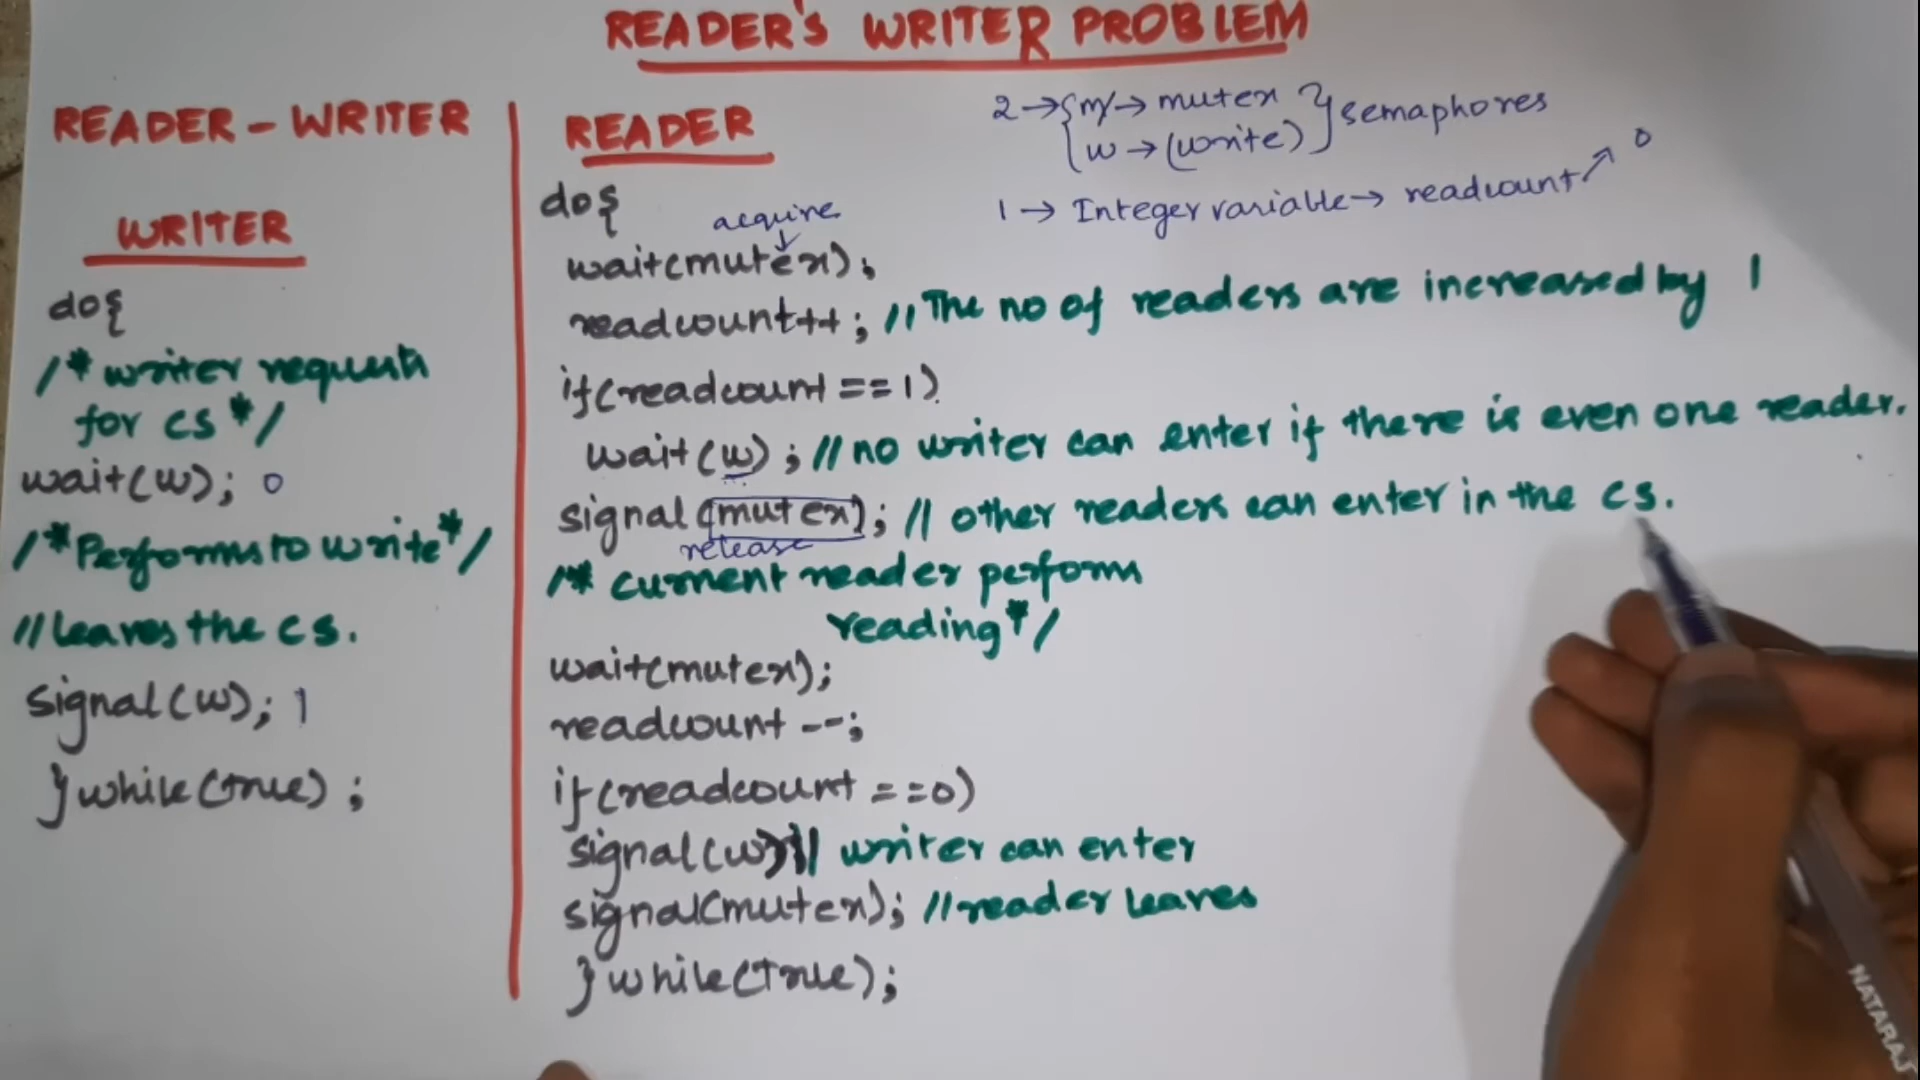 READER'S WRITER PROBLEM
READER - WRITER
WRITER
do{
/* writer requests
for cs */
wait(w); 0
/* Performs to write */
// leaves the cs.
signal(w); 1
} while(true);
READER
2 → { m → mutex } semaphores
{ w → (write) }
1 → Integer variable → readcount ↗ 0
do{
acquire
wait(mutex);
readcount++; // The no of readers are increased by 1
if(readcount == 1)
wait(w); // no writer can enter if there is even one reader.
signal(mutex); // other readers can enter in the cs.
release
/* current reader performs
reading */
wait(mutex);
readcount --;
if(readcount == 0)
signal(w); // writer can enter
signal(mutex); // reader leaves
} while(true);
NATARAJ